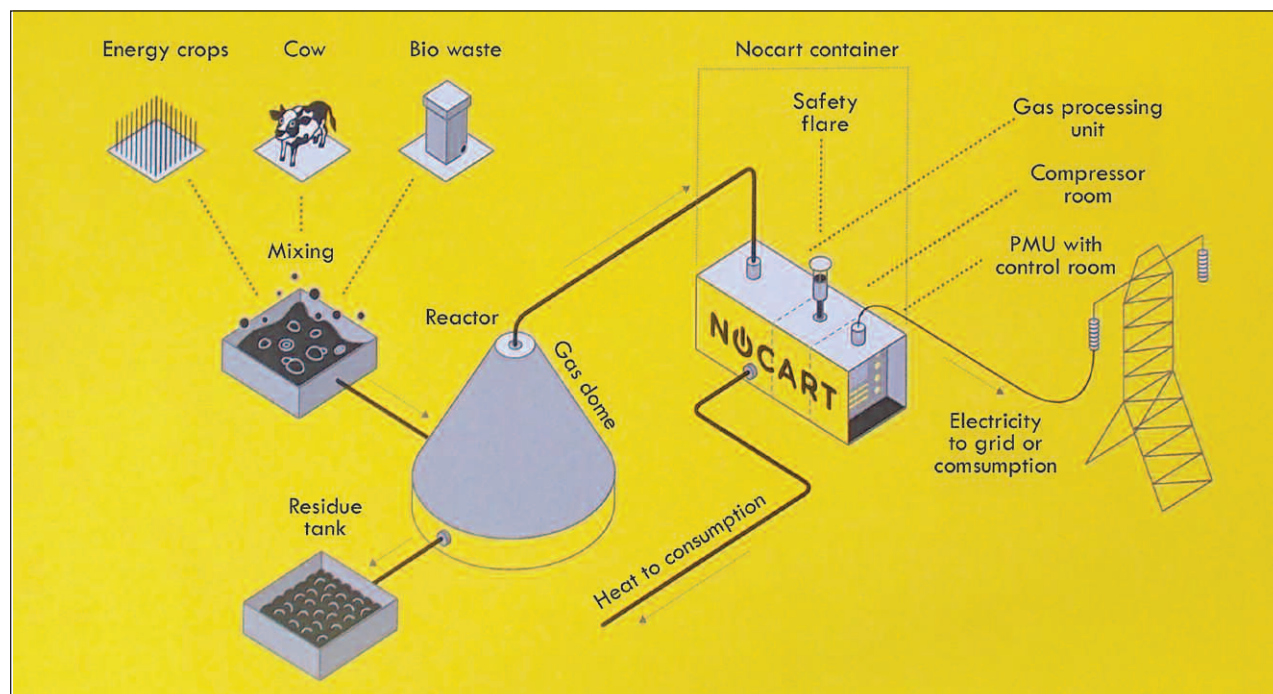 Energy crops
Cow
Bio waste
Nocart container
Safety
flare
Gas processing
unit
Compressor
room
PMU with
control room
Mixing
Reactor
Gas dome
NOCART
Electricity
to grid or
comsumption
Residue
tank
Heat to consumption